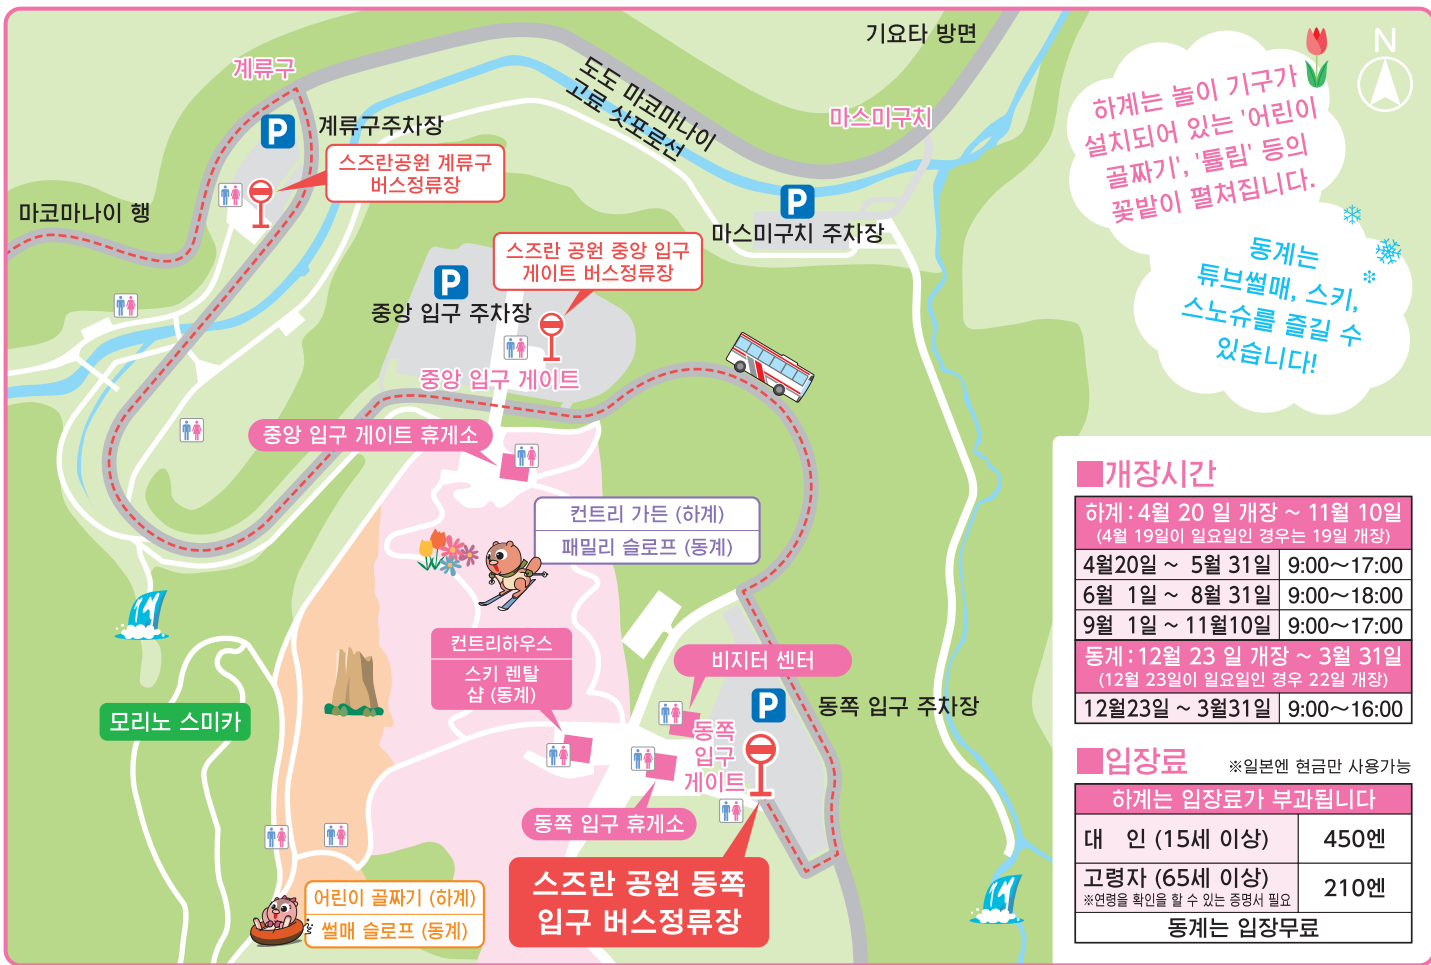 기요타 방면
N
계류구
도도 마코마나이
고료 삿포로선
마스미구치
P
계류구주차장
스즈란공원 계류구
버스정류장
마코마나이 행
P
마스미구치 주차장
스즈란 공원 중앙 입구
게이트 버스정류장
P
중앙 입구 주차장
중앙 입구 게이트
중앙 입구 게이트 휴게소
컨트리 가든 (하계)
패밀리 슬로프 (동계)
컨트리하우스
스키 렌탈
샵 (동계)
비지터 센터
P
동쪽 입구 주차장
동쪽
입구
게이트
모리노 스미카
동쪽 입구 휴게소
스즈란 공원 동쪽
입구 버스정류장
어린이 골짜기 (하계)
썰매 슬로프 (동계)
하계는 놀이 기구가
설치되어 있는 '어린이
골짜기', '튤립' 등의
꽃밭이 펼쳐집니다.
동계는
튜브썰매, 스키,
스노슈를 즐길 수
있습니다!
■개장시간
하계 : 4월 20 일 개장 ~ 11월 10일
(4월 19일이 일요일인 경우는 19일 개장)
4월20일 ~ 5월 31일 9:00~17:00
6월 1일 ~ 8월 31일 9:00~18:00
9월 1일 ~ 11월10일 9:00~17:00
동계 : 12월 23 일 개장 ~ 3월 31일
(12월 23일이 일요일인 경우 22일 개장)
12월23일 ~ 3월31일 9:00~16:00
■입장료 ※일본엔 현금만 사용가능
하계는 입장료가 부과됩니다
대 인 (15세 이상) 450엔
고령자 (65세 이상) 210엔
※연령을 확인을 할 수 있는 증명서 필요
동계는 입장무료